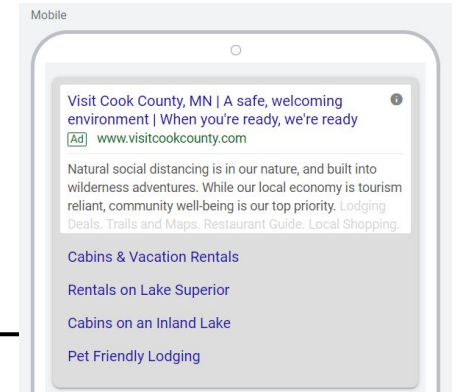 Mobile
Visit Cook County, MN | A safe, welcoming
environment | When you're ready, we're ready
Ad www.visitcookcounty.com
Natural social distancing is in our nature, and built into
wilderness adventures. While our local economy is tourism
reliant, community well-being is our top priority. Lodging
Deals. Trails and Maps. Restaurant Guide. Local Shopping.
Cabins & Vacation Rentals
Rentals on Lake Superior
Cabins on an Inland Lake
Pet Friendly Lodging